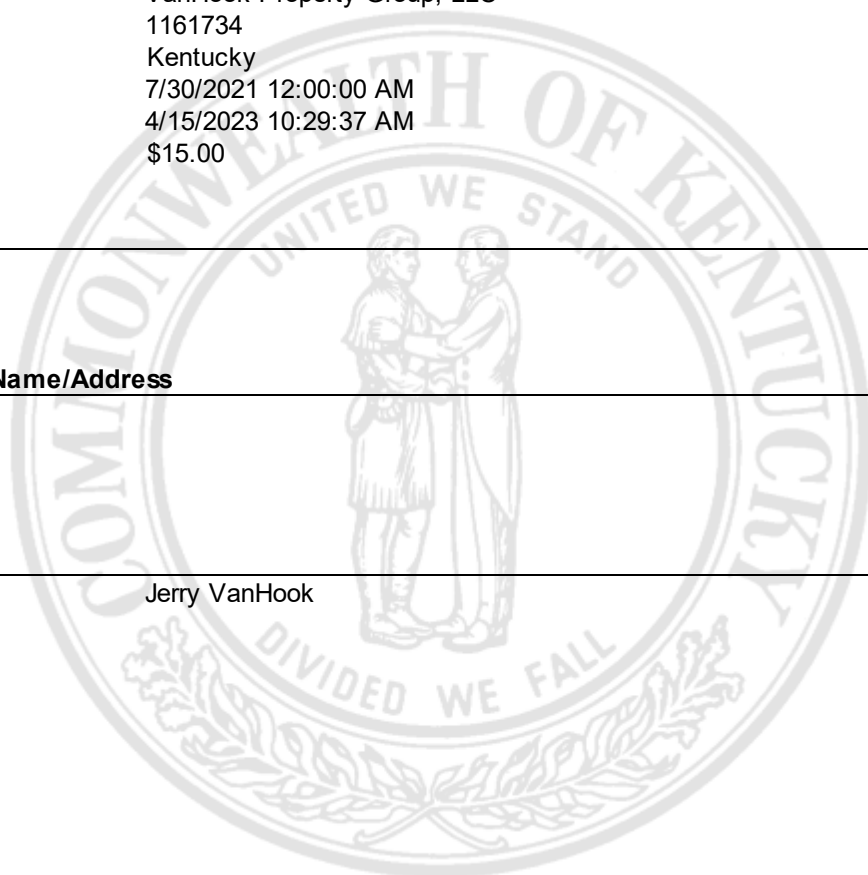 VanHook Property Group, LLC
1161734
Kentucky
7/30/2021 12:00:00 AM
4/15/2023 10:29:37 AM
$15.00
Name/Address
Jerry VanHook
COMMONWEALTH OF KENTUCKY
UNITED WE STAND
DIVIDED WE FALL